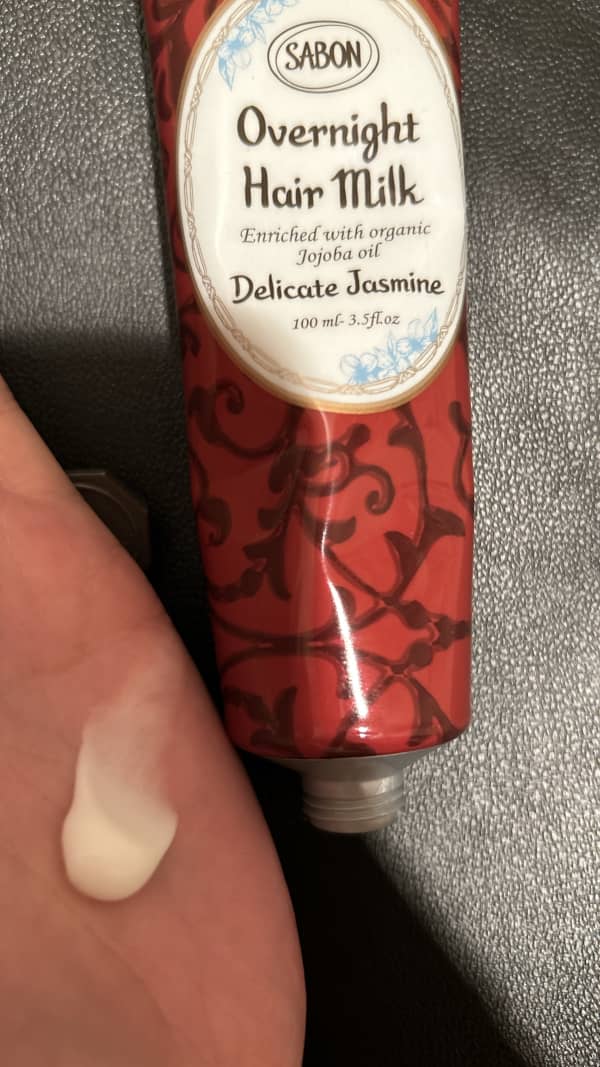 SABON
Overnight
Hair Milk
Enriched with organic
Jojoba oil
Delicate Jasmine
100 ml- 3.5fl.oz